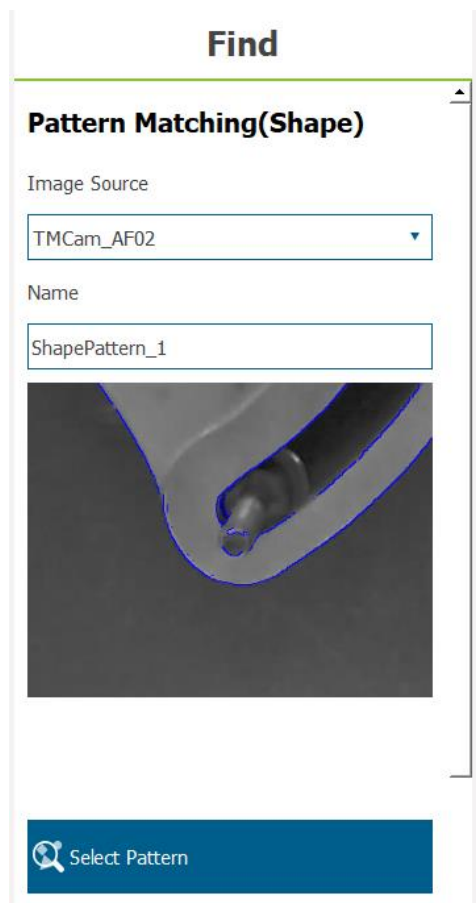 Find
Pattern Matching(Shape)
Image Source
TMCam_AF02
Name
ShapePattern_1
Select Pattern